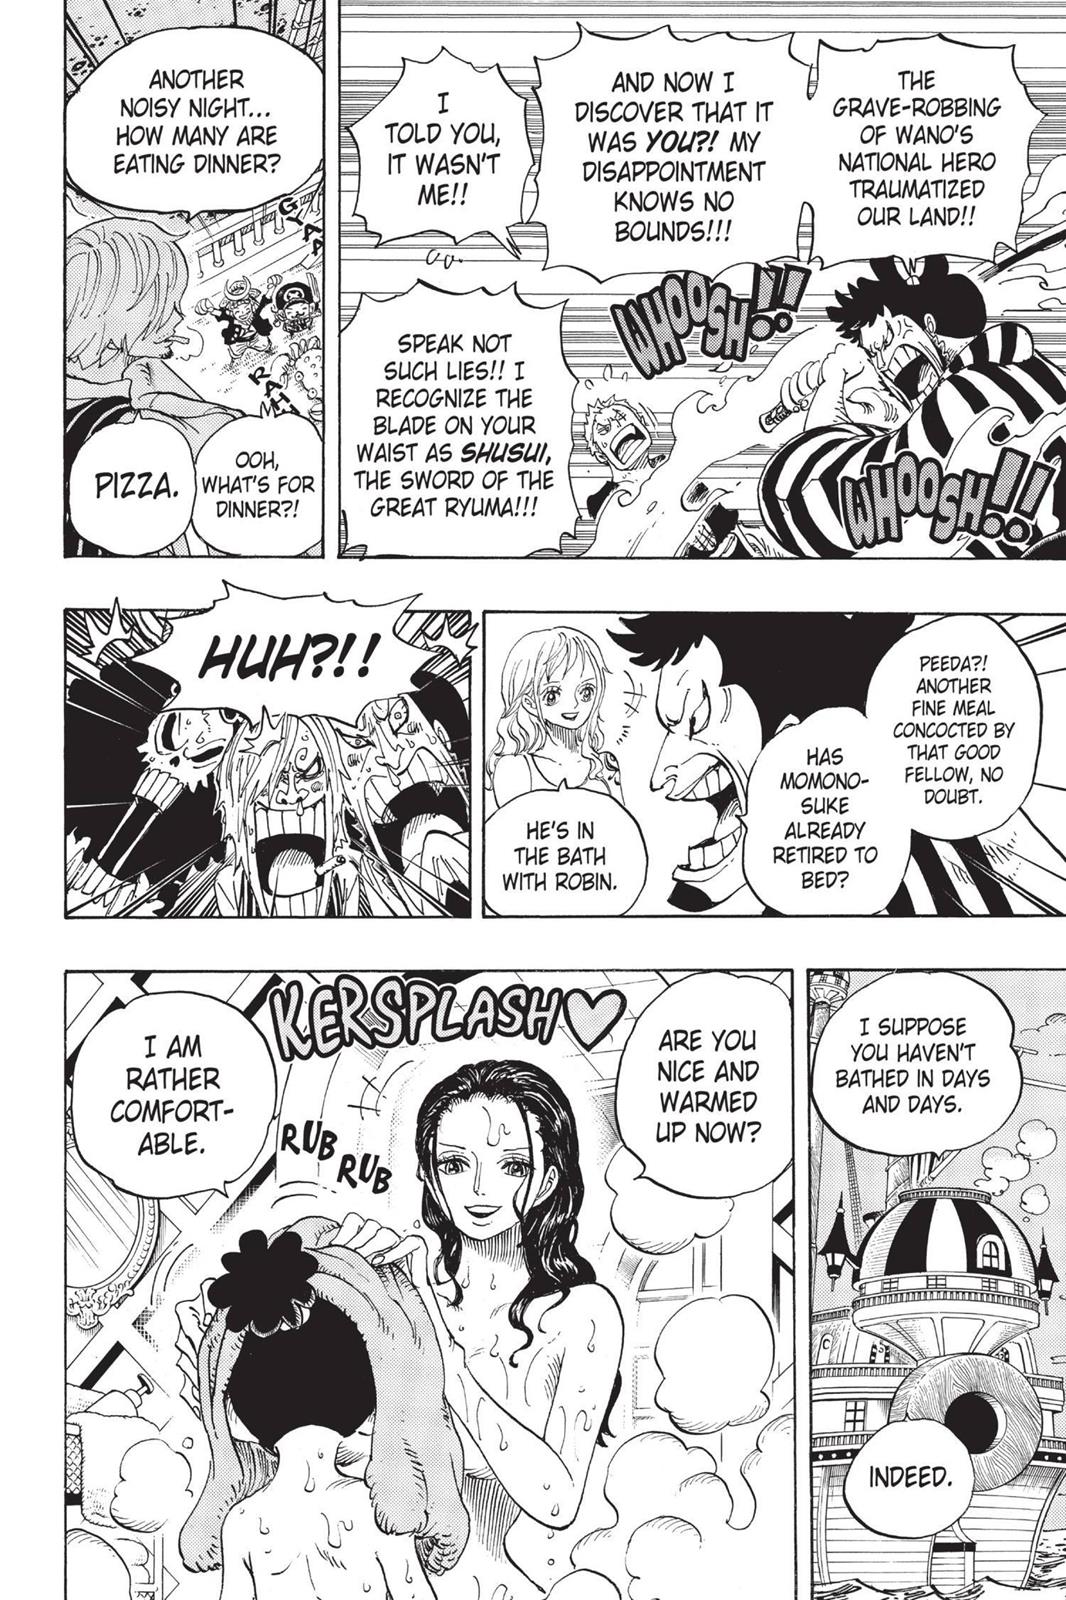 THE
GRAVE-ROBBING
OF WANO'S
NATIONAL HERO
TRAUMATIZED
OUR LAND!!
AND NOW I
DISCOVER THAT IT
WAS YOU?! MY
DISAPPOINTMENT
KNOWS NO
BOUNDS!!!
I
TOLD YOU,
IT WASN'T
ME!!
WHOOSH!!
SPEAK NOT
SUCH LIES!! I
RECOGNIZE THE
BLADE ON YOUR
WAIST AS SHUSUI,
THE SWORD OF THE
GREAT RYUMA!!!
WHOOSH!!
ANOTHER
NOISY NIGHT...
HOW MANY ARE
EATING DINNER?
OOH,
WHAT'S FOR
DINNER?!
PIZZA.
PEEDA?!
ANOTHER
FINE MEAL
CONCOCTED BY
THAT GOOD
FELLOW, NO
DOUBT.
HAS
MOMONO-
SUKE
ALREADY
RETIRED TO
BED?
HE'S IN
THE BATH
WITH ROBIN.
HUH?!!
I SUPPOSE
YOU HAVEN'T
BATHED IN DAYS
AND DAYS.
INDEED.
KERSPLASH♥
ARE YOU
NICE AND
WARMED
UP NOW?
RUB
RUB
I AM
RATHER
COMFORT-
ABLE.